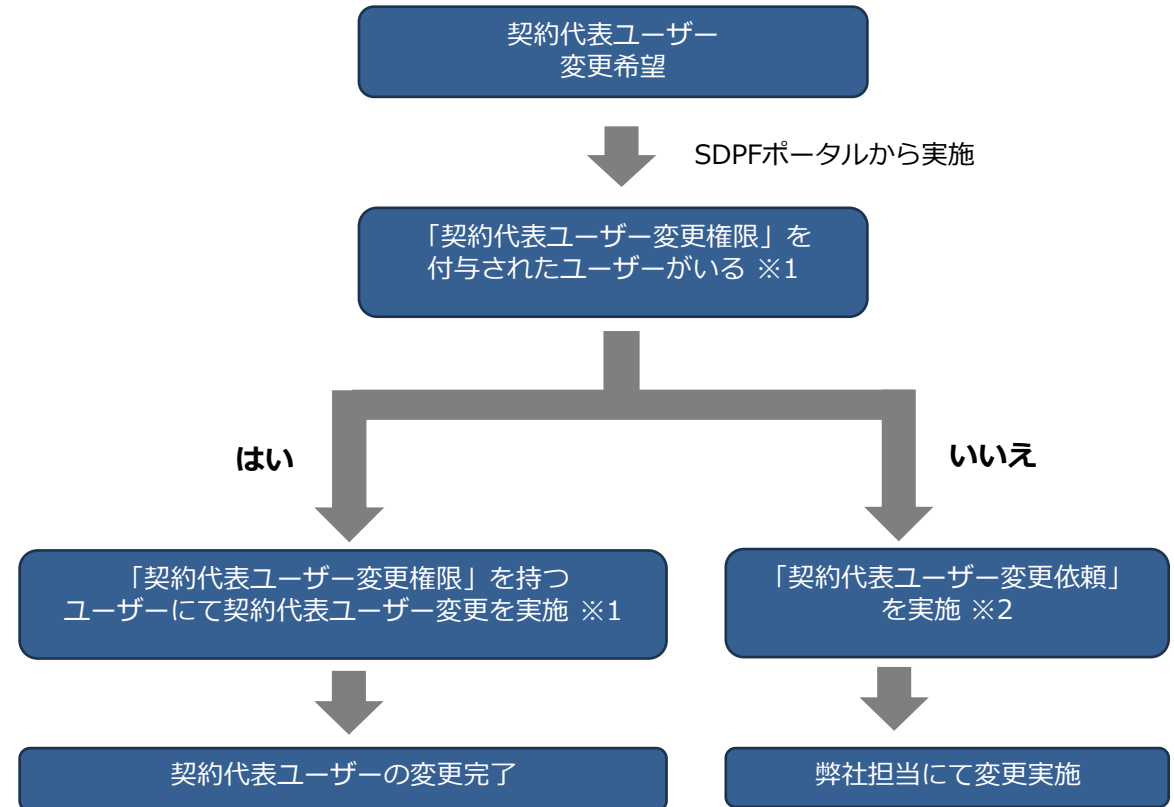 契約代表ユーザー
変更希望
SDPFポータルから実施
「契約代表ユーザー変更権限」を
付与されたユーザーがいる ※1
はい
いいえ
「契約代表ユーザー変更権限」を持つ
ユーザーにて契約代表ユーザー変更を実施 ※1
「契約代表ユーザー変更依頼」
を実施 ※2
契約代表ユーザーの変更完了
弊社担当にて変更実施